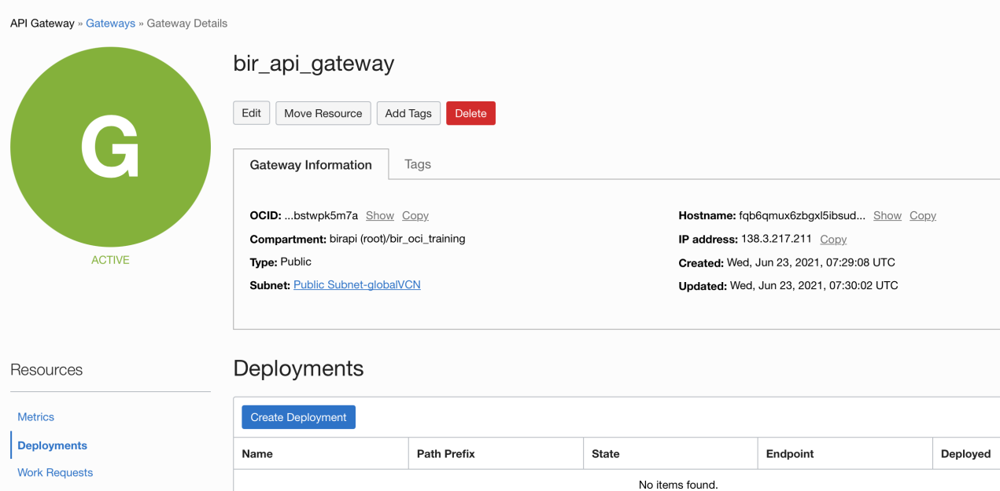 API Gateway » Gateways » Gateway Details
G
ACTIVE
bir_api_gateway
Edit Move Resource Add Tags Delete
Gateway Information Tags
OCID: ...bstwpk5m7a Show Copy
Compartment: birapi (root)/bir_oci_training
Type: Public
Subnet: Public Subnet-globalVCN
Hostname: fqb6qmux6zbgxl5ibsud... Show Copy
IP address: 138.3.217.211 Copy
Created: Wed, Jun 23, 2021, 07:29:08 UTC
Updated: Wed, Jun 23, 2021, 07:30:02 UTC
Resources
Metrics
Deployments
Work Requests
Deployments
Create Deployment
Name Path Prefix State Endpoint Deployed
No items found.